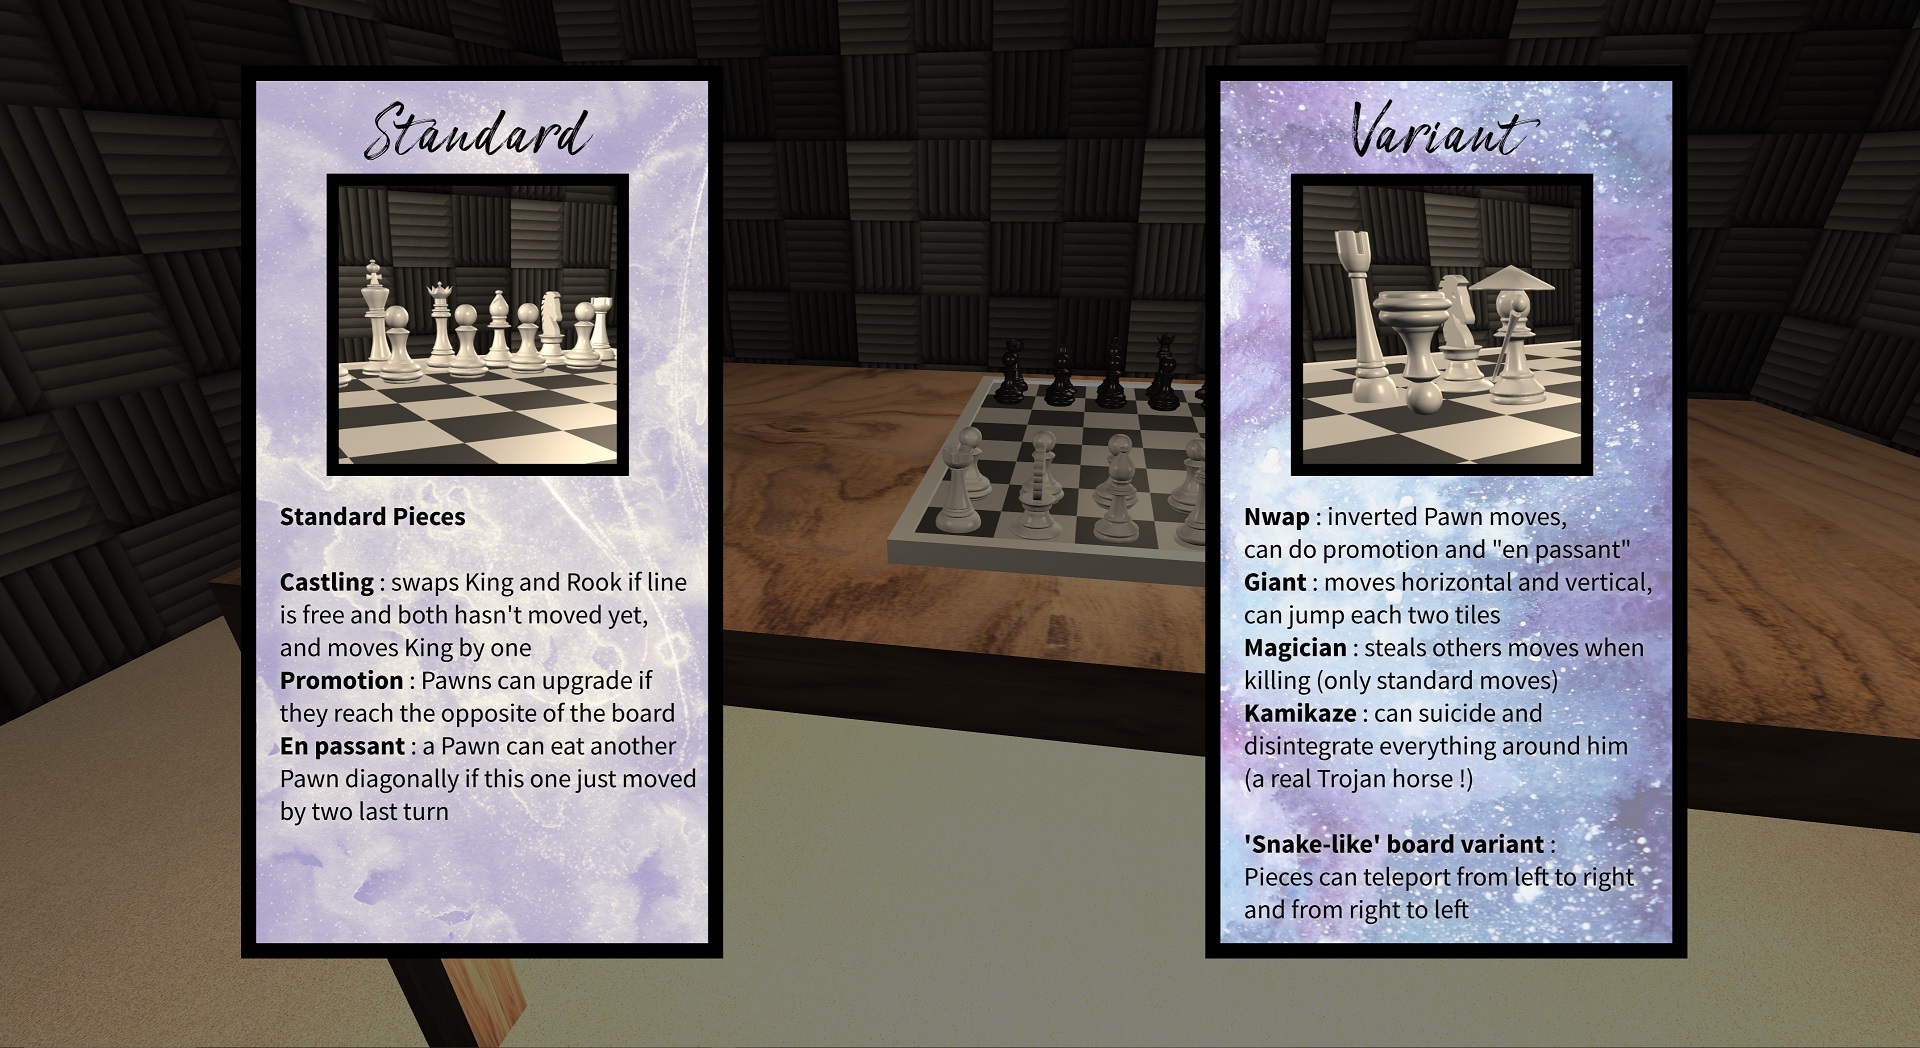 Standard
Standard Pieces
Castling : swaps King and Rook if line
is free and both hasn't moved yet,
and moves King by one
Promotion : Pawns can upgrade if
they reach the opposite of the board
En passant : a Pawn can eat another
Pawn diagonally if this one just moved
by two last turn
Variant
Nwap : inverted Pawn moves,
can do promotion and "en passant"
Giant : moves horizontal and vertical,
can jump each two tiles
Magician : steals others moves when
killing (only standard moves)
Kamikaze : can suicide and
disintegrate everything around him
(a real Trojan horse !)
'Snake-like' board variant :
Pieces can teleport from left to right
and from right to left